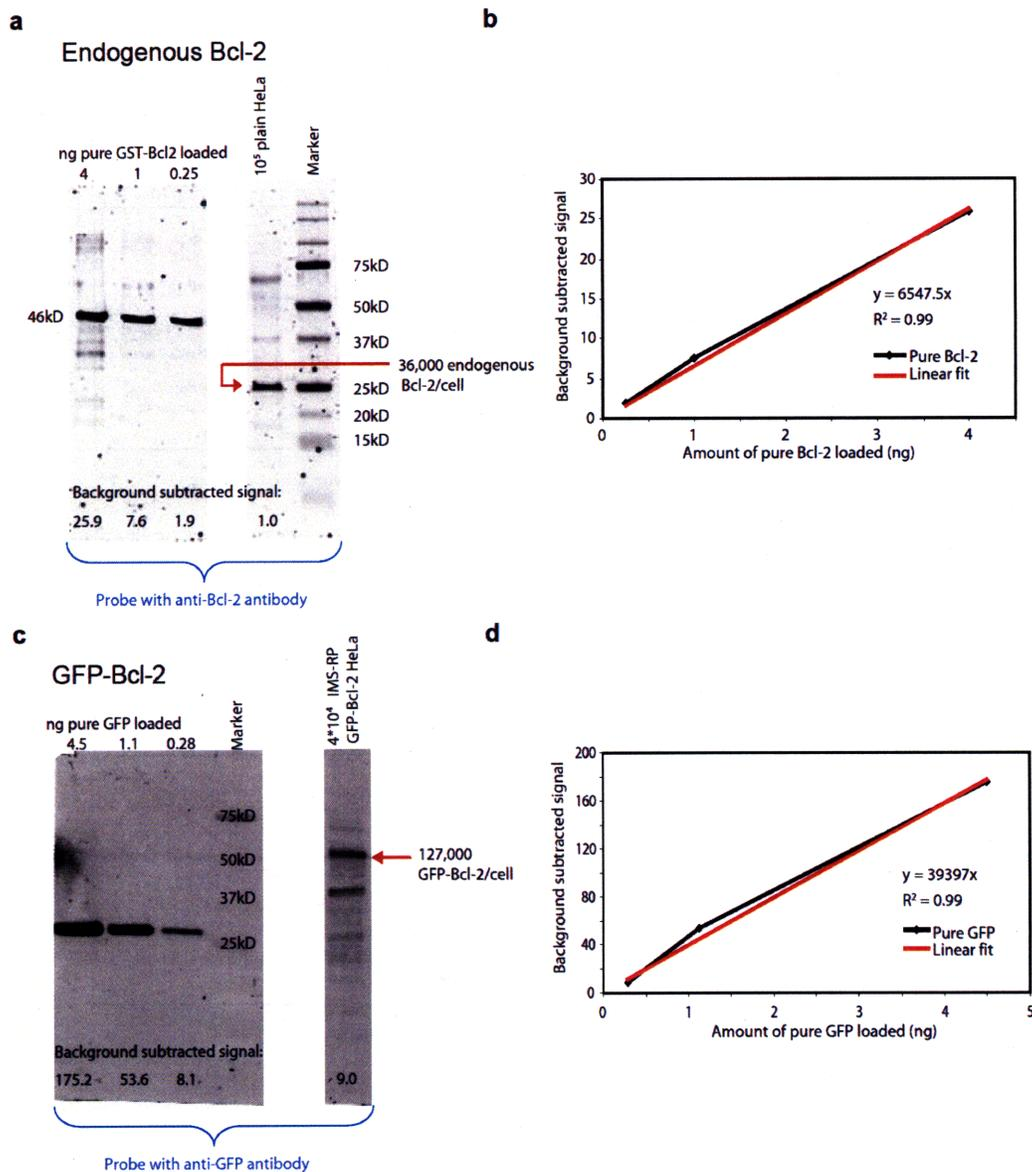 a
Endogenous Bcl-2
10⁵ plain HeLa
Marker
ng pure GST-Bcl2 loaded
4 1 0.25
75kD
50kD
46kD
37kD
36,000 endogenous
Bcl-2/cell
25kD
20kD
15kD
Background subtracted signal:
25.9 7.6 1.9 1.0
Probe with anti-Bcl-2 antibody
b
Background subtracted signal
30
25
20
15
10
5
0
y = 6547.5x
R² = 0.99
Pure Bcl-2
Linear fit
0 1 2 3 4
Amount of pure Bcl-2 loaded (ng)
c
GFP-Bcl-2
ng pure GFP loaded
4.5 1.1 0.28
Marker
4*10⁴ IMS-RP
GFP-Bcl-2 HeLa
75kD
50kD
37kD
25kD
127,000
GFP-Bcl-2/cell
Background subtracted signal:
175.2 53.6 8.1 9.0
Probe with anti-GFP antibody
d
Background subtracted signal
200
160
120
80
40
0
y = 39397x
R² = 0.99
Pure GFP
Linear fit
0 1 2 3 4 5
Amount of pure GFP loaded (ng)